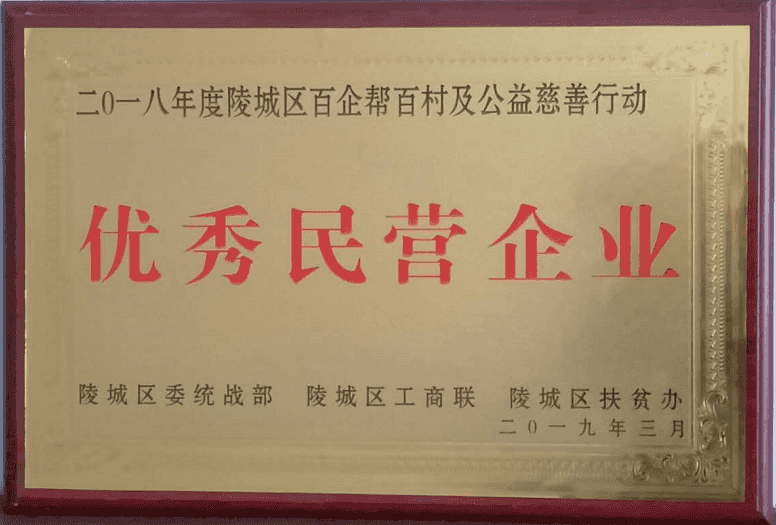 二0一八年度陵城区百企帮百村及公益慈善行动
优秀民营企业
陵城区委统战部 陵城区工商联 陵城区扶贫办
二0一九年三月